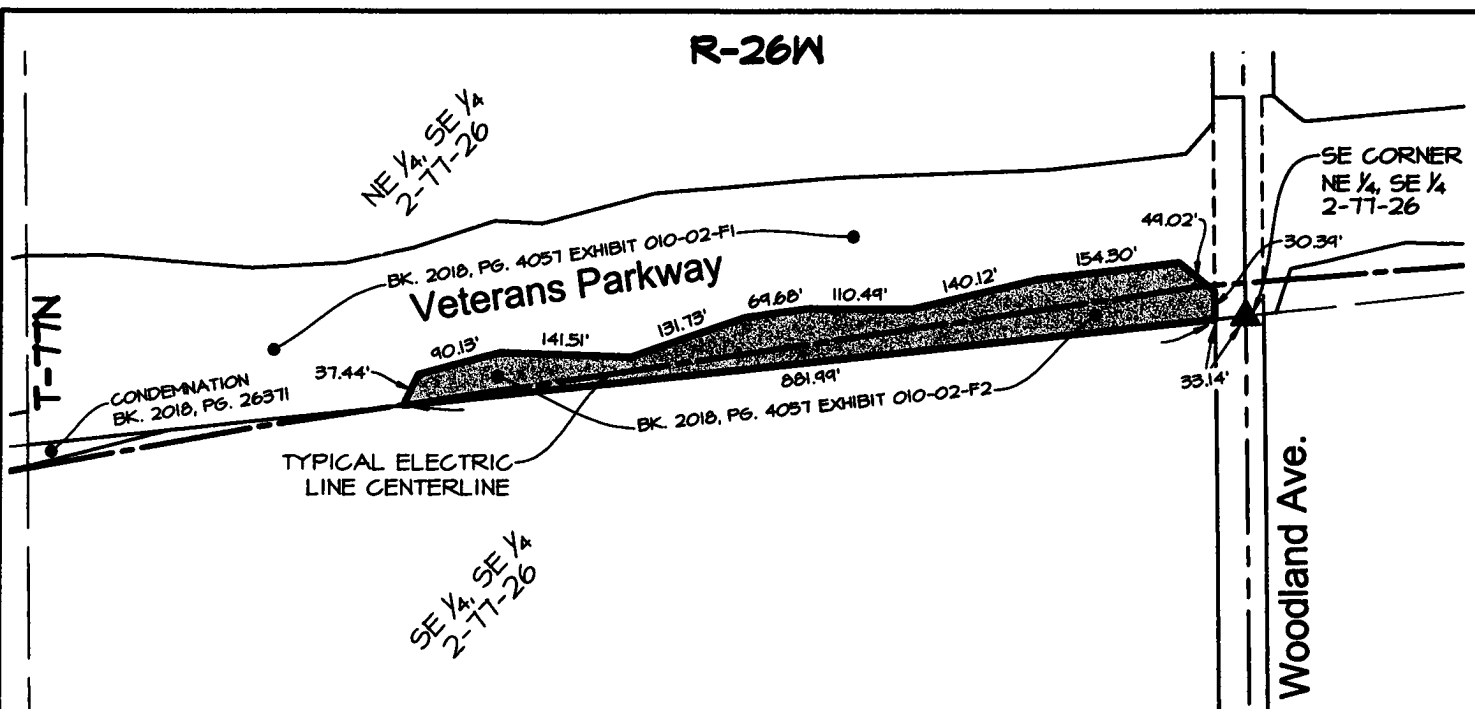 R-26W
NE 1/4, SE 1/4
2-77-26
SE CORNER
NE 1/4, SE 1/4
2-77-26
49.02'
30.39'
BK. 2018, PG. 4057 EXHIBIT 010-02-F1
Veterans Parkway
154.30'
140.12'
110.49'
69.68'
131.73'
141.51'
90.13'
37.44'
T-77N
CONDEMNATION
BK. 2018, PG. 26371
881.99'
33.14'
BK. 2018, PG. 4057 EXHIBIT 010-02-F2
TYPICAL ELECTRIC
LINE CENTERLINE
SE 1/4, SE 1/4
2-77-26
Woodland Ave.